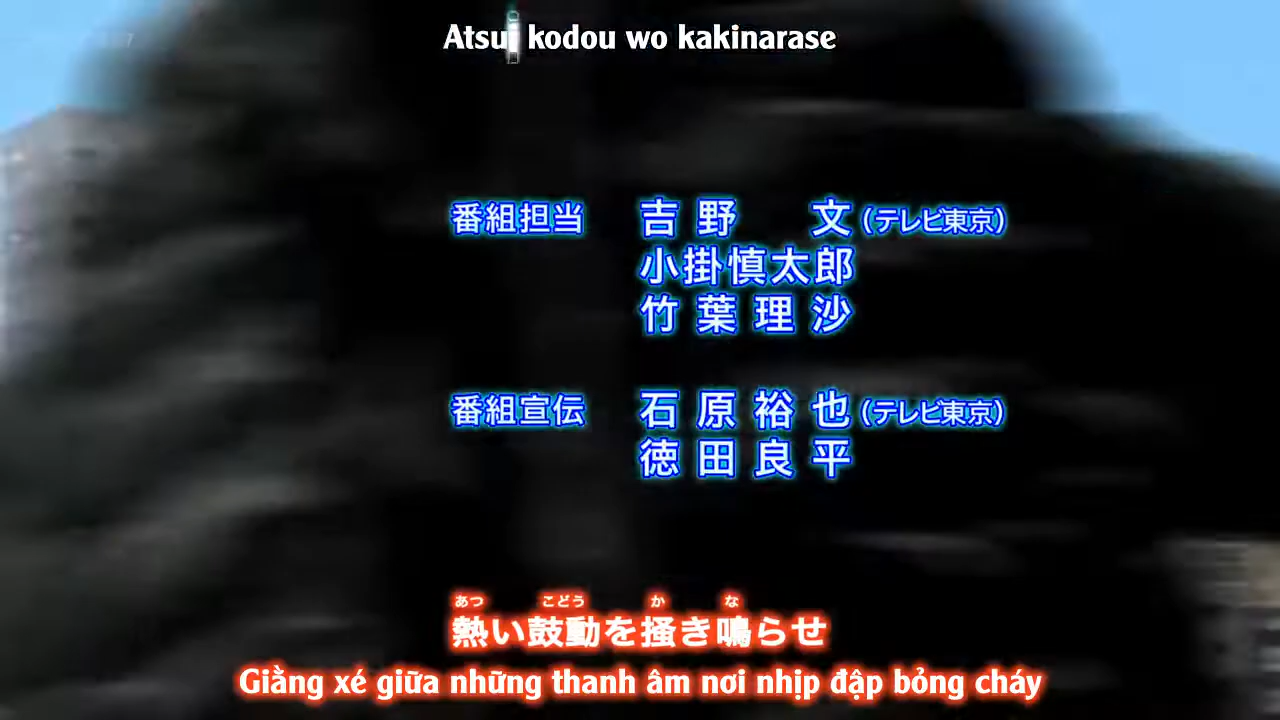 Atsui kodou wo kakinarase
番組担当 吉野 文(テレビ東京)
小掛慎太郎
竹葉理沙
番組宣伝 石原裕也(テレビ東京)
徳田良平
あつ こどう か な
熱い鼓動を掻き鳴らせ
Giằng xé giữa những thanh âm nơi nhịp đập bỏng cháy